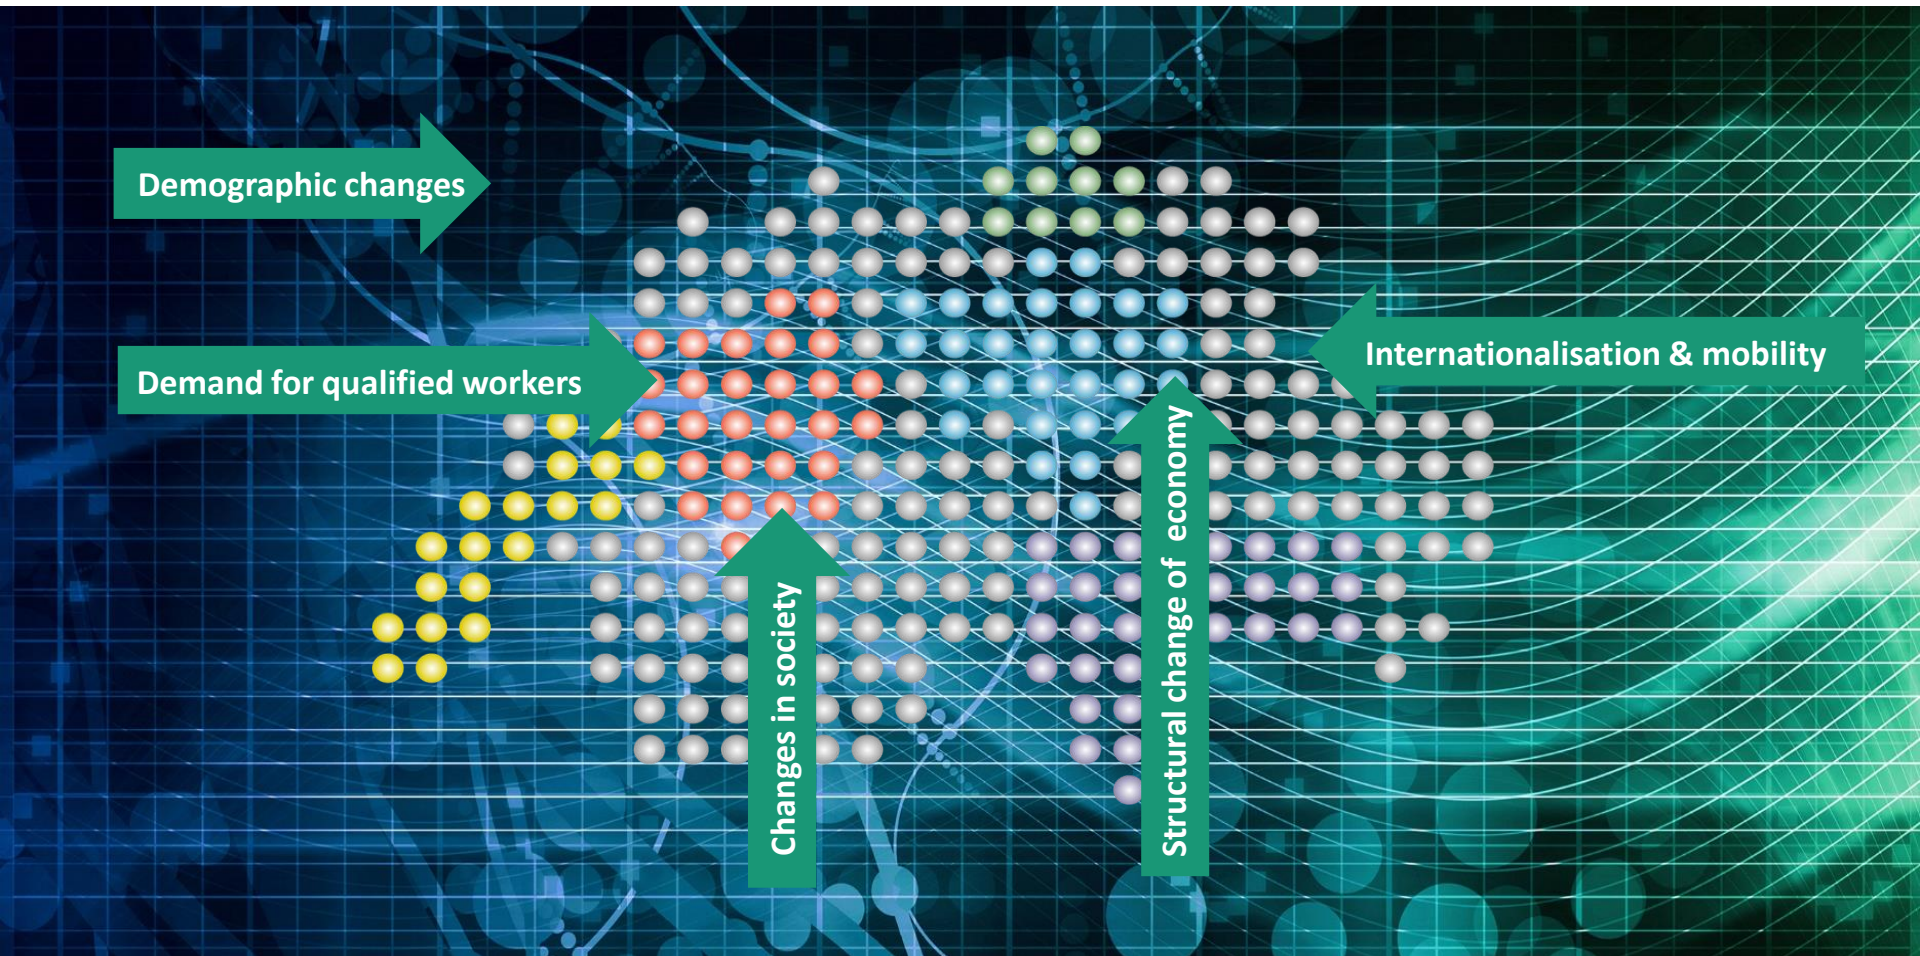 Demographic changes
Demand for qualified workers
Internationalisation & mobility
Changes in society
Structural change of economy